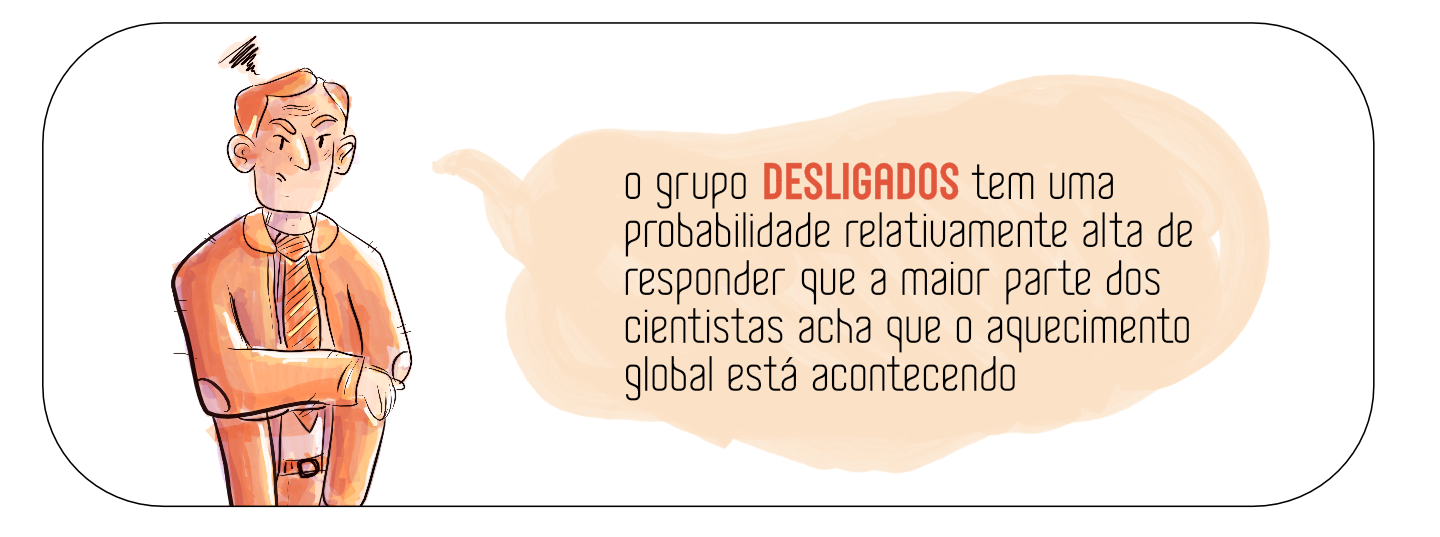 o grupo DESLIGADOS tem uma
probabilidade relativamente alta de
responder que a maior parte dos
cientistas acha que o aquecimento
global está acontecendo